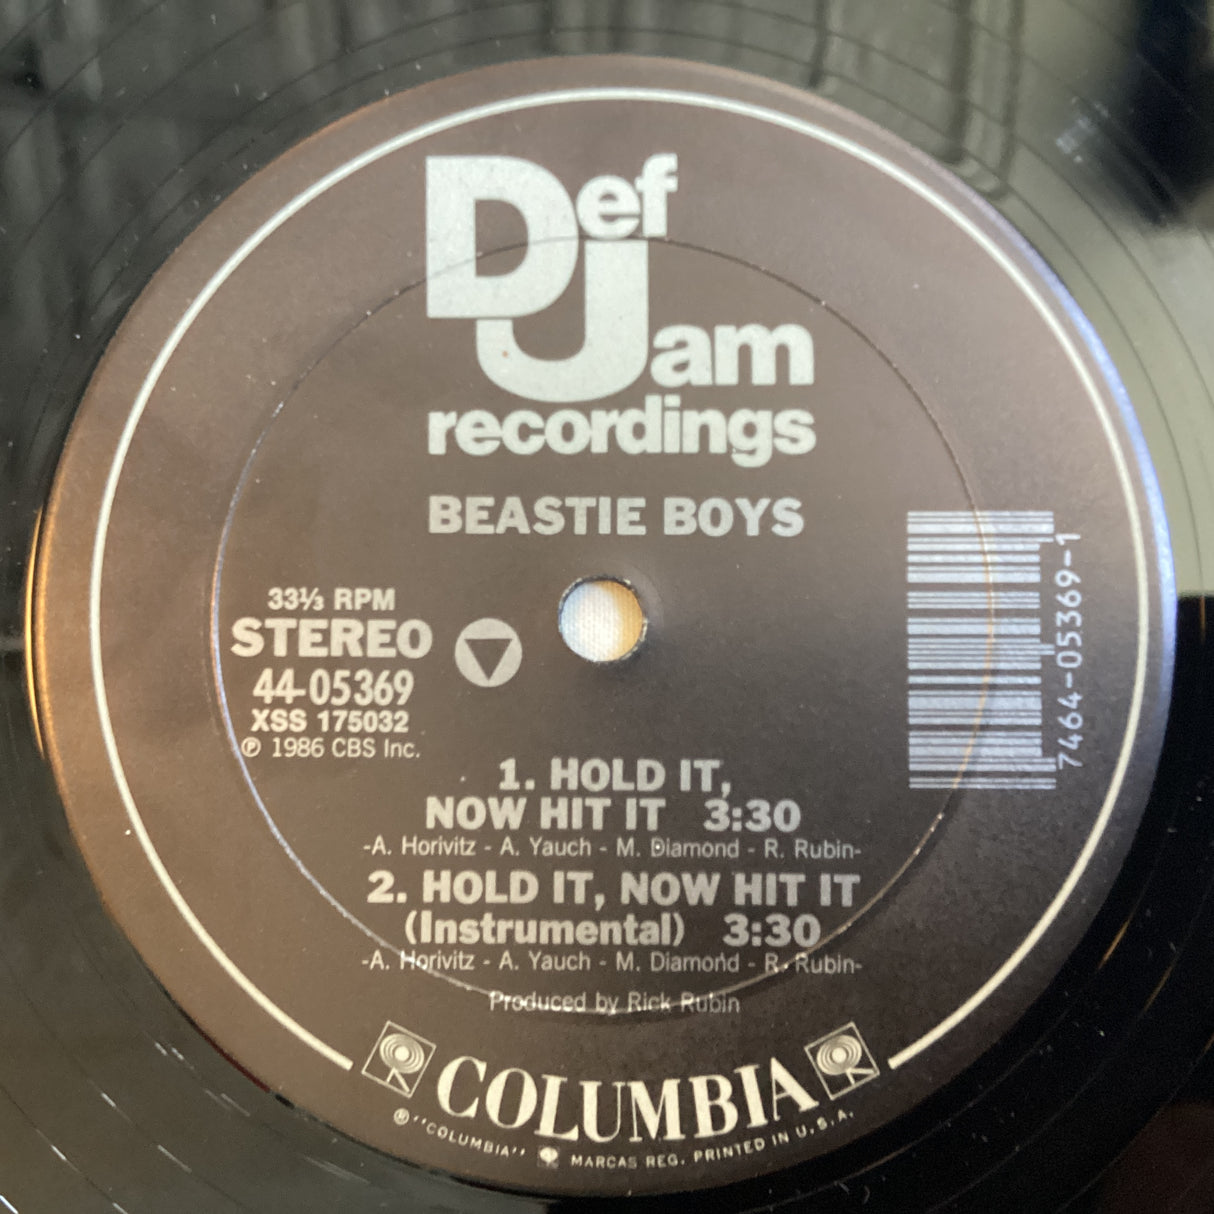 Def
Jam
recordings
BEASTIE BOYS
33⅓ RPM
STEREO
44-05369
XSS 175032
℗ 1986 CBS Inc.
7464-05369-1
1. HOLD IT,
NOW HIT IT 3:30
-A. Horivitz - A. Yauch - M. Diamond - R. Rubin-
2. HOLD IT, NOW HIT IT
(Instrumental) 3:30
-A. Horivitz - A. Yauch - M. Diamond - R. Rubin-
Produced by Rick Rubin
COLUMBIA
® "COLUMBIA" MARCAS REG. PRINTED IN U.S.A.